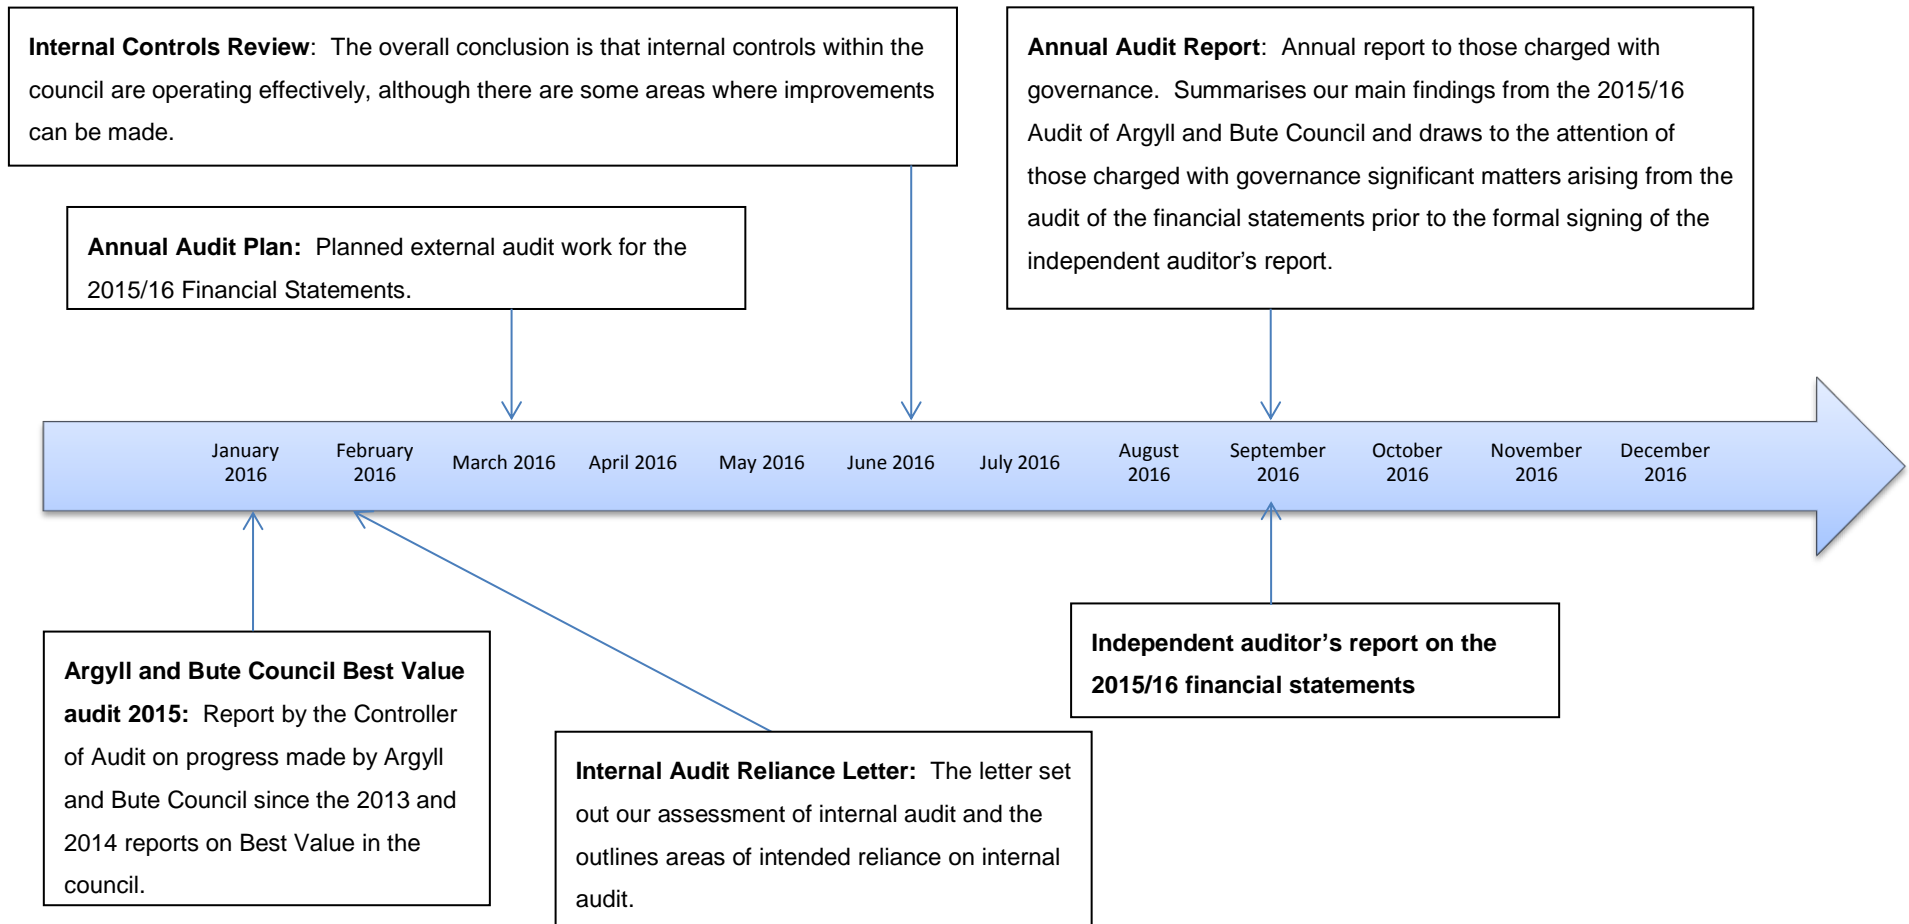 Internal Controls Review:  The overall conclusion is that internal controls within the
council are operating effectively, although there are some areas where improvements
can be made.
Annual Audit Report:  Annual report to those charged with
governance.  Summarises our main findings from the 2015/16
Audit of Argyll and Bute Council and draws to the attention of
those charged with governance significant matters arising from the
audit of the financial statements prior to the formal signing of the
independent auditor’s report.
Annual Audit Plan:  Planned external audit work for the
2015/16 Financial Statements.
January
2016
February
2016
March 2016
April 2016
May 2016
June 2016
July 2016
August
2016
September
2016
October
2016
November
2016
December
2016
Argyll and Bute Council Best Value
audit 2015:  Report by the Controller
of Audit on progress made by Argyll
and Bute Council since the 2013 and
2014 reports on Best Value in the
council.
Internal Audit Reliance Letter:  The letter set
out our assessment of internal audit and the
outlines areas of intended reliance on internal
audit.
Independent auditor’s report on the
2015/16 financial statements